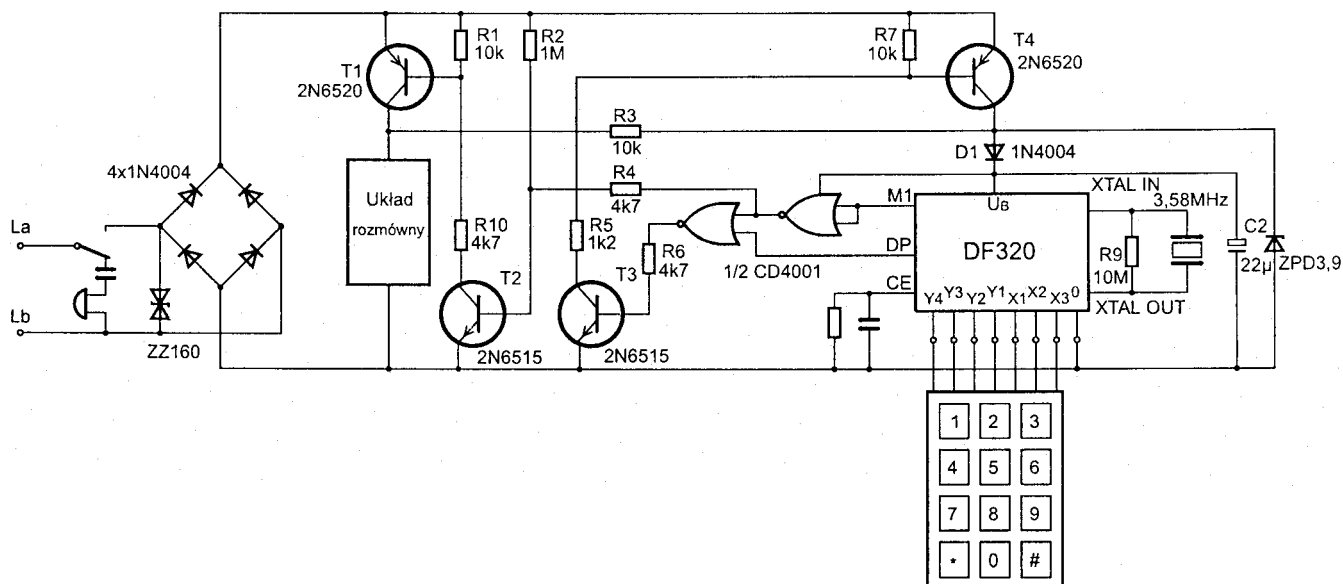 La
Lb
4x1N4004
ZZ160
T1
2N6520
R1
10k
R2
1M
R7
10k
T4
2N6520
R3
10k
D1
1N4004
Układ
rozmówny
R10
4k7
R4
4k7
R5
1k2
R6
4k7
T2
2N6515
T3
2N6515
1/2 CD4001
M1
DP
CE
UB
DF320
Y4 Y3 Y2 Y1 X1 X2 X3 0
XTAL IN
3,58MHz
R9
10M
XTAL OUT
C2
22µ
ZPD3,9
1 2 3
4 5 6
7 8 9
* 0 #